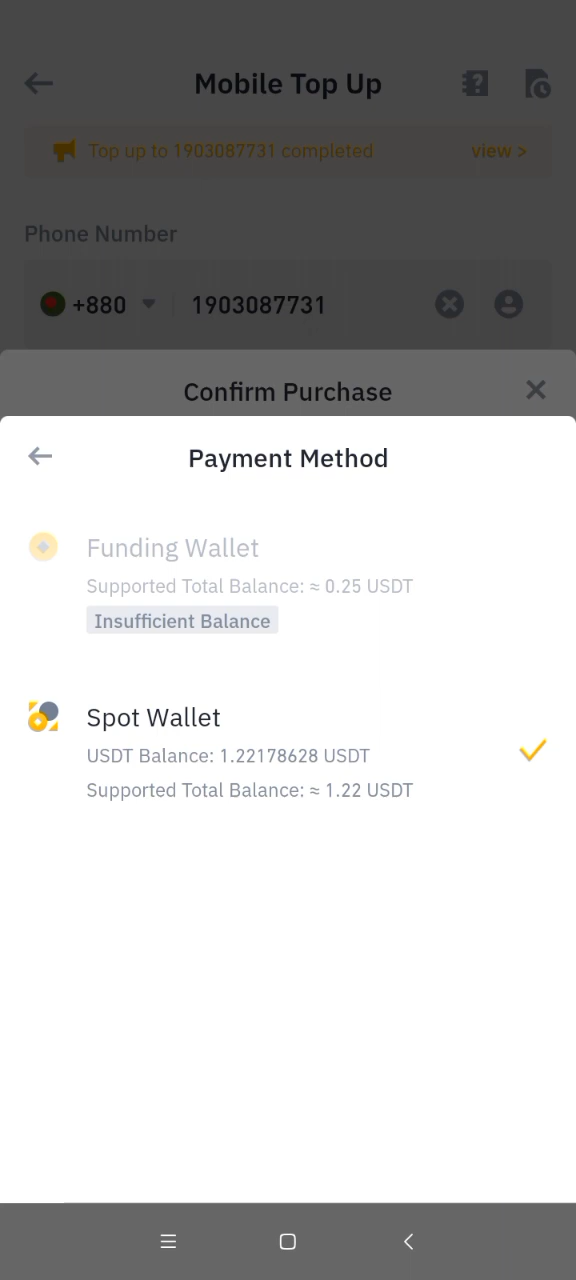 Mobile Top Up
Top up to 1903087731 completed view >
Phone Number
+880 1903087731
Confirm Purchase
Payment Method
Funding Wallet
Supported Total Balance: ≈ 0.25 USDT
Insufficient Balance
Spot Wallet
USDT Balance: 1.22178628 USDT
Supported Total Balance: ≈ 1.22 USDT